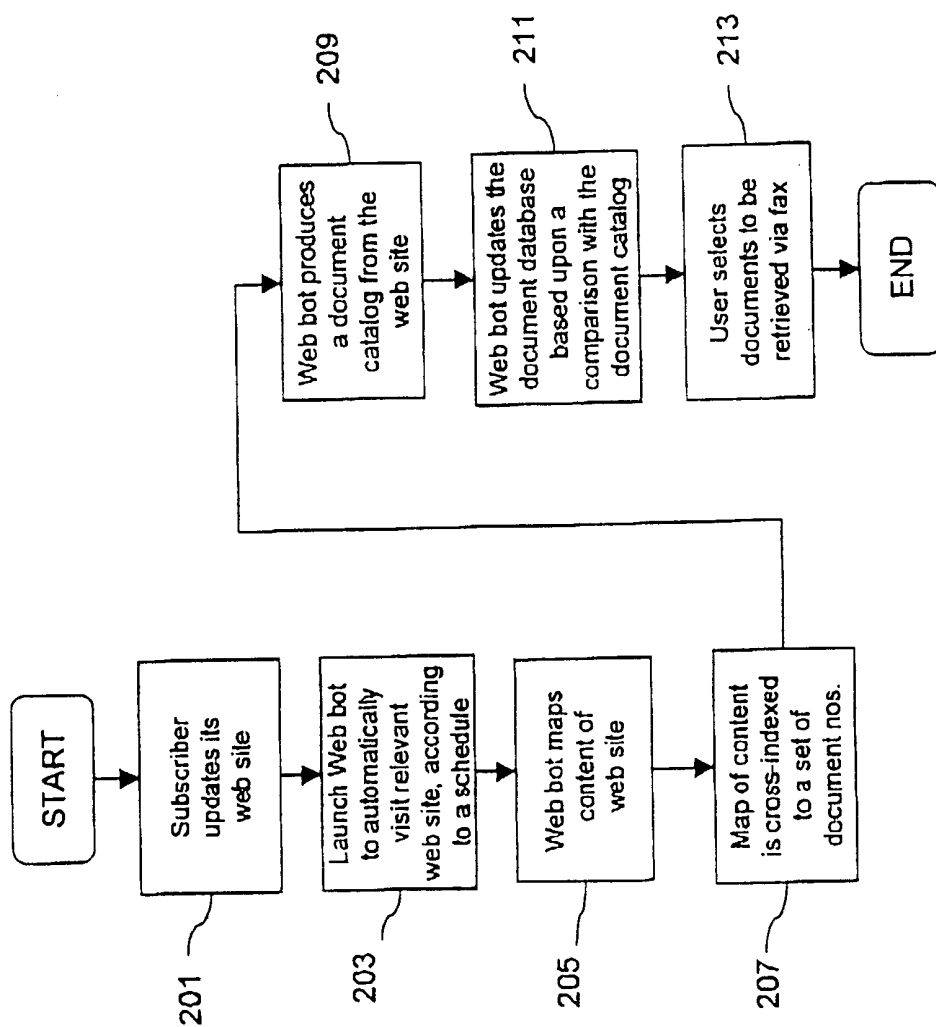 START
Subscriber
updates its
web site
201
Launch Web bot
to automatically
visit relevant
web site, according
to a schedule
203
Web bot maps
content of
web site
205
Map of content
is cross-indexed
to a set of
document nos.
207
Web bot produces
a document
catalog from the
web site
209
Web bot updates the
document database
based upon a
comparison with the
document catalog
211
User selects
documents to be
retrieved via fax
213
END